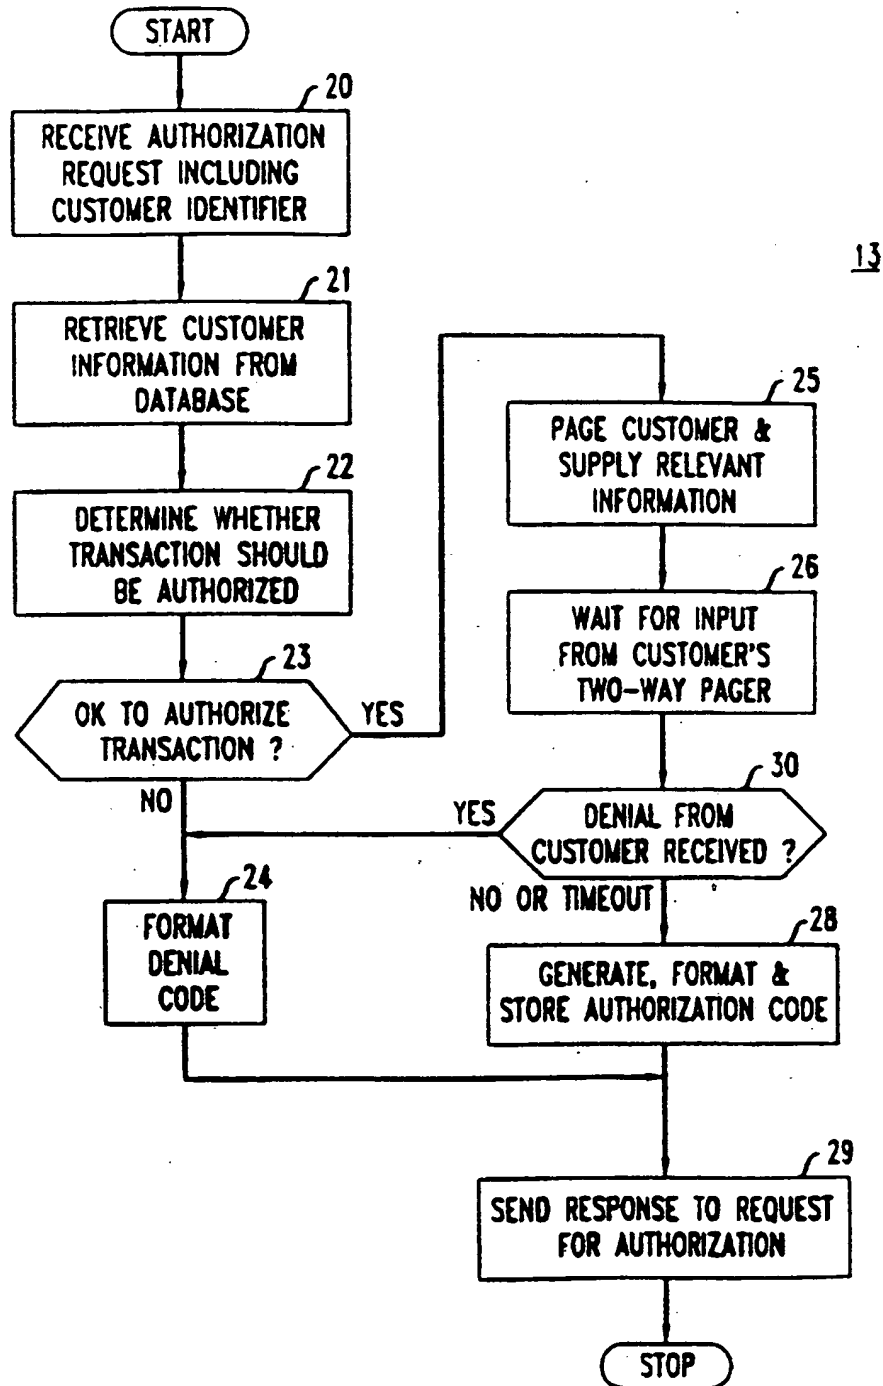 START
20
RECEIVE AUTHORIZATION
REQUEST INCLUDING
CUSTOMER IDENTIFIER
21
RETRIEVE CUSTOMER
INFORMATION FROM
DATABASE
22
DETERMINE WHETHER
TRANSACTION SHOULD
BE AUTHORIZED
23
OK TO AUTHORIZE
TRANSACTION ?
YES
NO
24
FORMAT
DENIAL
CODE
13
25
PAGE CUSTOMER &
SUPPLY RELEVANT
INFORMATION
26
WAIT FOR INPUT
FROM CUSTOMER'S
TWO-WAY PAGER
30
DENIAL FROM
CUSTOMER RECEIVED ?
YES
NO OR TIMEOUT
28
GENERATE, FORMAT &
STORE AUTHORIZATION CODE
29
SEND RESPONSE TO REQUEST
FOR AUTHORIZATION
STOP